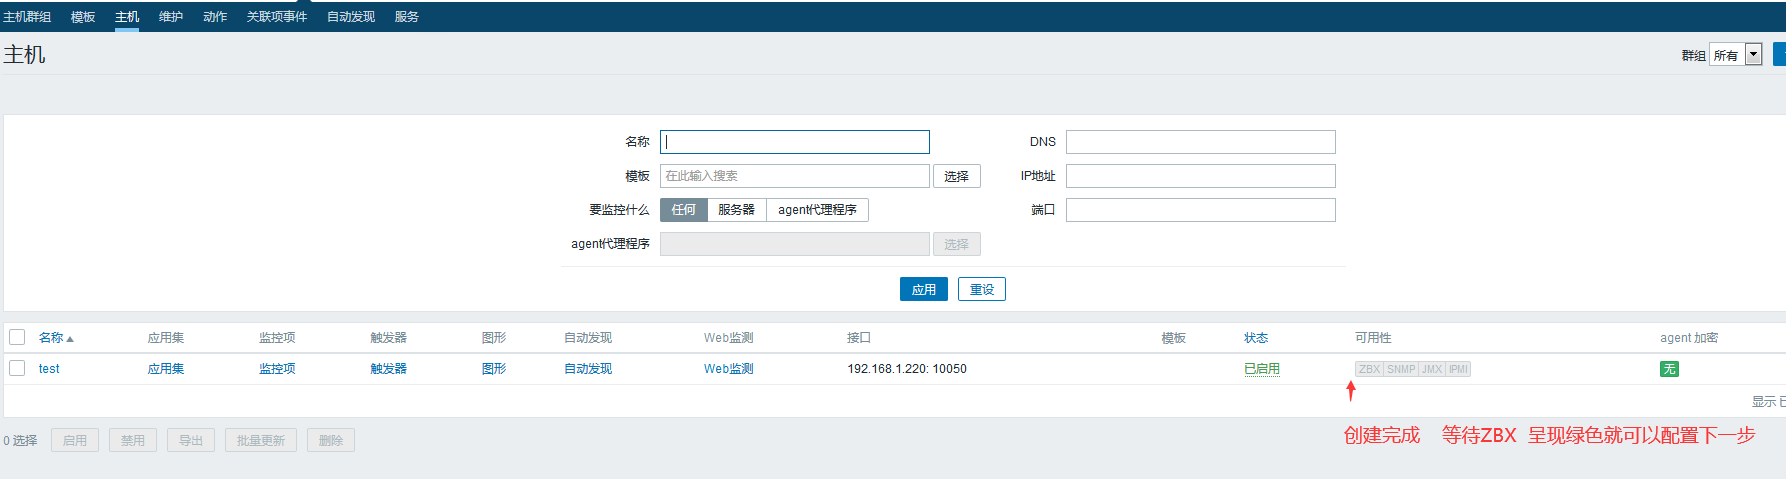 主机群组 模板 主机 维护 动作 关联项事件 自动发现 服务
主机 群组 所有
名称 DNS
模板 在此输入搜索 选择 IP地址
要监控什么 任何 服务器 agent代理程序 端口
agent代理程序 选择
应用 重设
名称 应用集 监控项 触发器 图形 自动发现 Web监测 接口 模板 状态 可用性 agent 加密
test 应用集 监控项 触发器 图形 自动发现 Web监测 192.168.1.220: 10050 已启用 ZBX SNMP JMX IPMI 无
显示 已
0 选择 启用 禁用 导出 批量更新 删除
创建完成 等待ZBX 呈现绿色就可以配置下一步